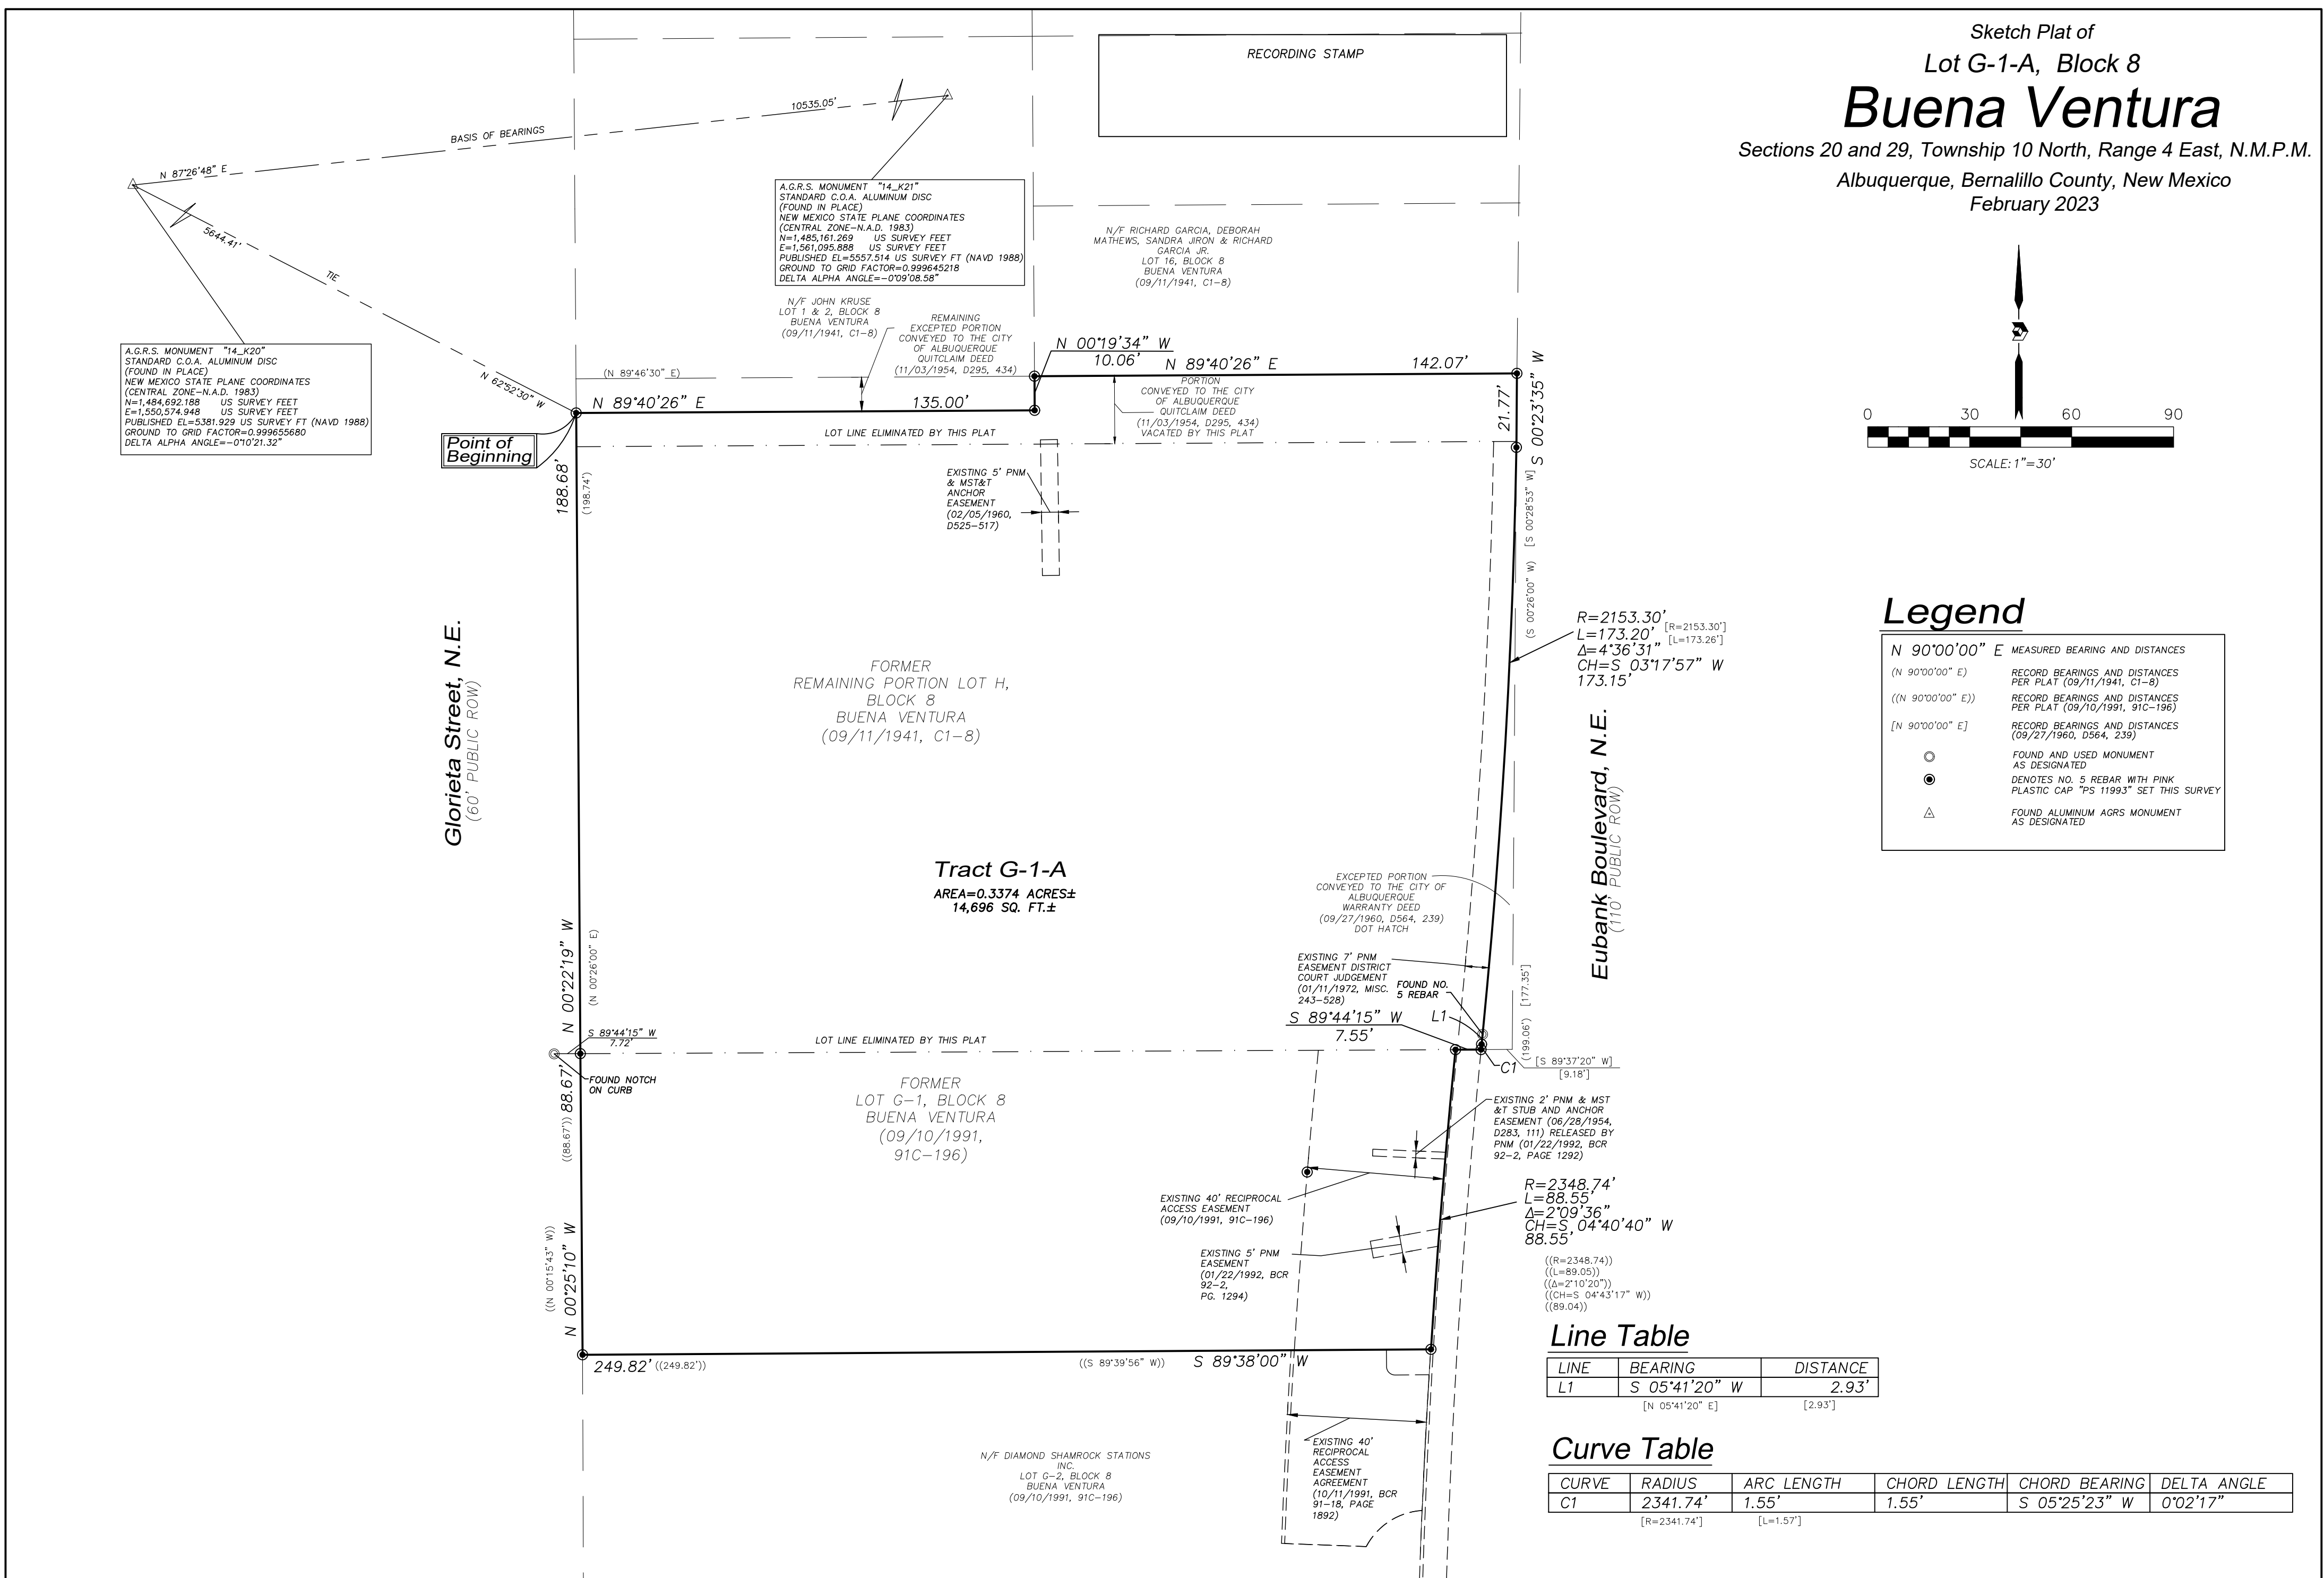 Sketch Plat of
Lot G-1-A, Block 8
Buena Ventura
Sections 20 and 29, Township 10 North, Range 4 East, N.M.P.M.
Albuquerque, Bernalillo County, New Mexico
February 2023
RECORDING STAMP
10535.05'
BASIS OF BEARINGS
N 87°26'48" E
5644.41'
TIE
N 62°52'30" W
A.G.R.S. MONUMENT "14_K21"
STANDARD C.O.A. ALUMINUM DISC
(FOUND IN PLACE)
NEW MEXICO STATE PLANE COORDINATES
(CENTRAL ZONE-N.A.D. 1983)
N=1,485,161.269 US SURVEY FEET
E=1,561,095.888 US SURVEY FEET
PUBLISHED EL=5557.514 US SURVEY FT (NAVD 1988)
GROUND TO GRID FACTOR=0.999645218
DELTA ALPHA ANGLE=-0°09'08.58"
A.G.R.S. MONUMENT "14_K20"
STANDARD C.O.A. ALUMINUM DISC
(FOUND IN PLACE)
NEW MEXICO STATE PLANE COORDINATES
(CENTRAL ZONE-N.A.D. 1983)
N=1,484,692.188 US SURVEY FEET
E=1,550,574.948 US SURVEY FEET
PUBLISHED EL=5381.929 US SURVEY FT (NAVD 1988)
GROUND TO GRID FACTOR=0.999655680
DELTA ALPHA ANGLE=-0°10'21.32"
N/F RICHARD GARCIA, DEBORAH
MATHEWS, SANDRA JIRON & RICHARD
GARCIA JR.
LOT 16, BLOCK 8
BUENA VENTURA
(09/11/1941, C1-8)
N/F JOHN KRUSE
LOT 1 & 2, BLOCK 8
BUENA VENTURA
(09/11/1941, C1-8)
REMAINING
EXCEPTED PORTION
CONVEYED TO THE CITY
OF ALBUQUERQUE
QUITCLAIM DEED
(11/03/1954, D295, 434)
N 00°19'34" W
10.06'
N 89°40'26" E 142.07'
(N 89°46'30" E)
N 89°40'26" E 135.00'
PORTION
CONVEYED TO THE CITY
OF ALBUQUERQUE
QUITCLAIM DEED
(11/03/1954, D295, 434)
VACATED BY THIS PLAT
21.77'
S 00°23'35" W
Point of
Beginning
LOT LINE ELIMINATED BY THIS PLAT
188.68'
(198.74')
EXISTING 5' PNM
& MST&T
ANCHOR
EASEMENT
(02/05/1960,
D525-517)
(S 00°26'00" W) [S 00°28'53" W]
0 30 60 90
SCALE: 1"=30'
Legend
N 90°00'00" E MEASURED BEARING AND DISTANCES
(N 90°00'00" E) RECORD BEARINGS AND DISTANCES
PER PLAT (09/11/1941, C1-8)
((N 90°00'00" E)) RECORD BEARINGS AND DISTANCES
PER PLAT (09/10/1991, 91C-196)
[N 90°00'00" E] RECORD BEARINGS AND DISTANCES
(09/27/1960, D564, 239)
FOUND AND USED MONUMENT
AS DESIGNATED
DENOTES NO. 5 REBAR WITH PINK
PLASTIC CAP "PS 11993" SET THIS SURVEY
FOUND ALUMINUM AGRS MONUMENT
AS DESIGNATED
R=2153.30' [R=2153.30']
L=173.20' [L=173.26']
Δ=4°36'31"
CH=S 03°17'57" W
173.15'
Glorieta Street, N.E.
(60' PUBLIC ROW)
FORMER
REMAINING PORTION LOT H,
BLOCK 8
BUENA VENTURA
(09/11/1941, C1-8)
Eubank Boulevard, N.E.
(110' PUBLIC ROW)
Tract G-1-A
AREA=0.3374 ACRES±
14,696 SQ. FT.±
EXCEPTED PORTION
CONVEYED TO THE CITY OF
ALBUQUERQUE
WARRANTY DEED
(09/27/1960, D564, 239)
DOT HATCH
EXISTING 7' PNM
EASEMENT DISTRICT
COURT JUDGEMENT
(01/11/1972, MISC.
243-528)
FOUND NO.
5 REBAR
N 00°22'19" W
(N 00°26'00" E)
S 89°44'15" W
7.55'
L1
C1
(199.06') [177.35']
[S 89°37'20" W]
[9.18']
S 89°44'15" W
7.72'
LOT LINE ELIMINATED BY THIS PLAT
FOUND NOTCH
ON CURB
((88.67')) 88.67'
FORMER
LOT G-1, BLOCK 8
BUENA VENTURA
(09/10/1991,
91C-196)
EXISTING 2' PNM & MST
&T STUB AND ANCHOR
EASEMENT (06/28/1954,
D283, 111) RELEASED BY
PNM (01/22/1992, BCR
92-2, PAGE 1292)
EXISTING 40' RECIPROCAL
ACCESS EASEMENT
(09/10/1991, 91C-196)
R=2348.74'
L=88.55'
Δ=2°09'36"
CH=S 04°40'40" W
88.55'
((R=2348.74))
((L=89.05))
((Δ=2°10'20"))
((CH=S 04°43'17" W))
((89.04))
EXISTING 5' PNM
EASEMENT
(01/22/1992, BCR
92-2,
PG. 1294)
((N 00°15'43" W))
N 00°25'10" W
249.82' ((249.82')) ((S 89°39'56" W)) S 89°38'00" W
Line Table
LINE BEARING DISTANCE
L1 S 05°41'20" W 2.93'
[N 05°41'20" E] [2.93']
N/F DIAMOND SHAMROCK STATIONS
INC.
LOT G-2, BLOCK 8
BUENA VENTURA
(09/10/1991, 91C-196)
EXISTING 40'
RECIPROCAL
ACCESS
EASEMENT
AGREEMENT
(10/11/1991, BCR
91-18, PAGE
1892)
Curve Table
CURVE RADIUS ARC LENGTH CHORD LENGTH CHORD BEARING DELTA ANGLE
C1 2341.74' 1.55' 1.55' S 05°25'23" W 0°02'17"
[R=2341.74'] [L=1.57']